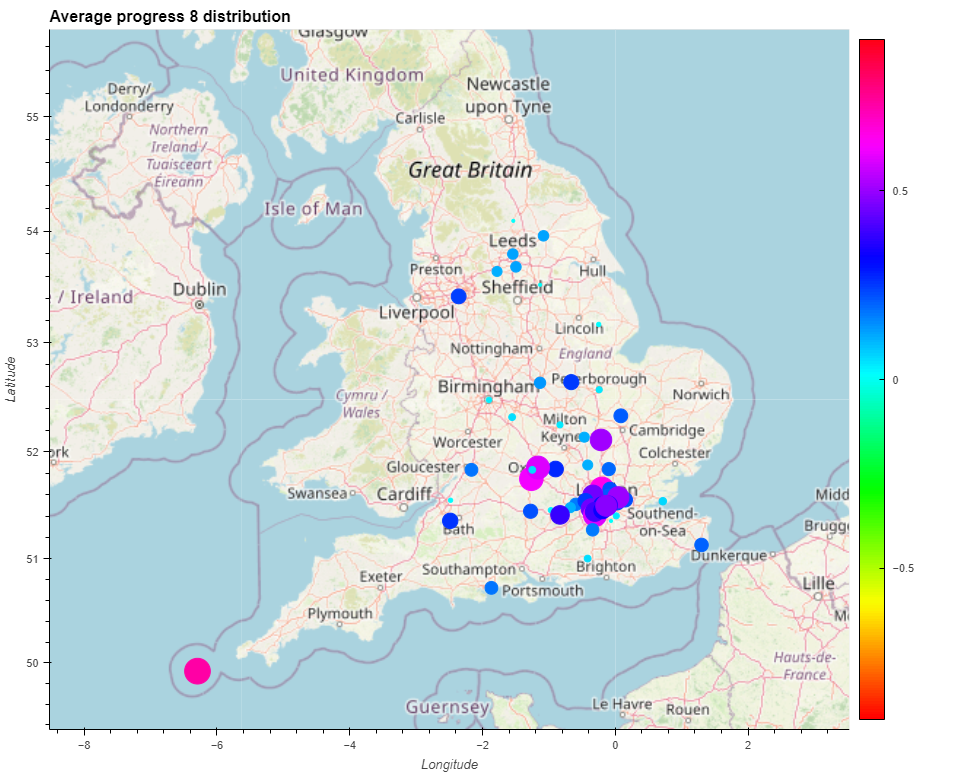 Average progress 8 distribution
Glasgow
United Kingdom
Newcastle
upon Tyne
Derry/
Londonderry
Carlisle
Northern
Ireland /
Tuaisceart
Éireann
Great Britain
Isle of Man
Leeds
Preston
Hull
/ Ireland
Dublin
Sheffield
Liverpool
Lincoln
Nottingham
England
Peterborough
Birmingham
Norwich
Cymru /
Wales
Milton
Keynes
Cambridge
Worcester
Colchester
Gloucester
Ox
ork
Swansea
Cardiff
L n
Southend-
on-Sea
Midd
Bath
Brugge
Dunkerque
Southampton
Brighton
Exeter
Portsmouth
Lille
Plymouth
Mo
Hauts-de-
France
Guernsey
Le Havre
Rouen
55
54
53
52
51
50
Latitude
−8
−6
−4
−2
0
2
Longitude
0.5
0
−0.5